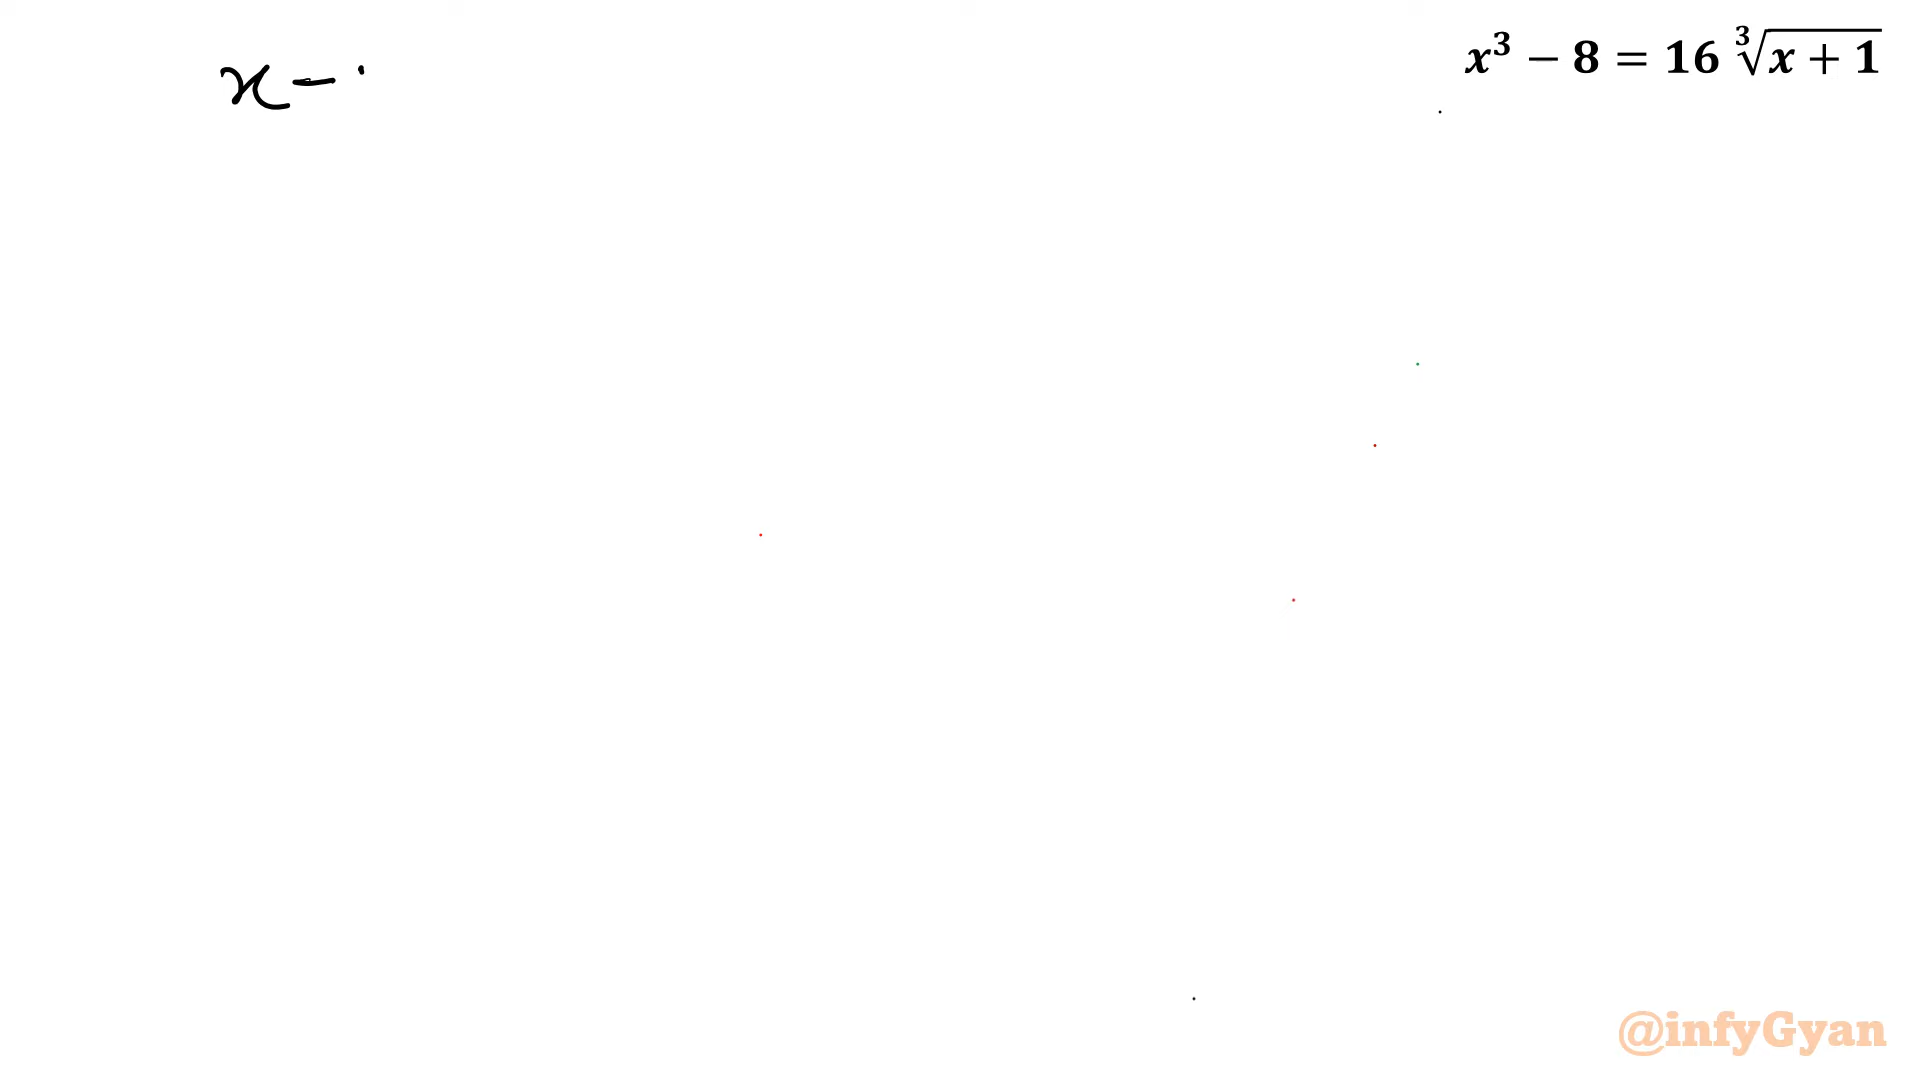 x³ − 8 = 16 ∛(x + 1)
x −
@infyGyan